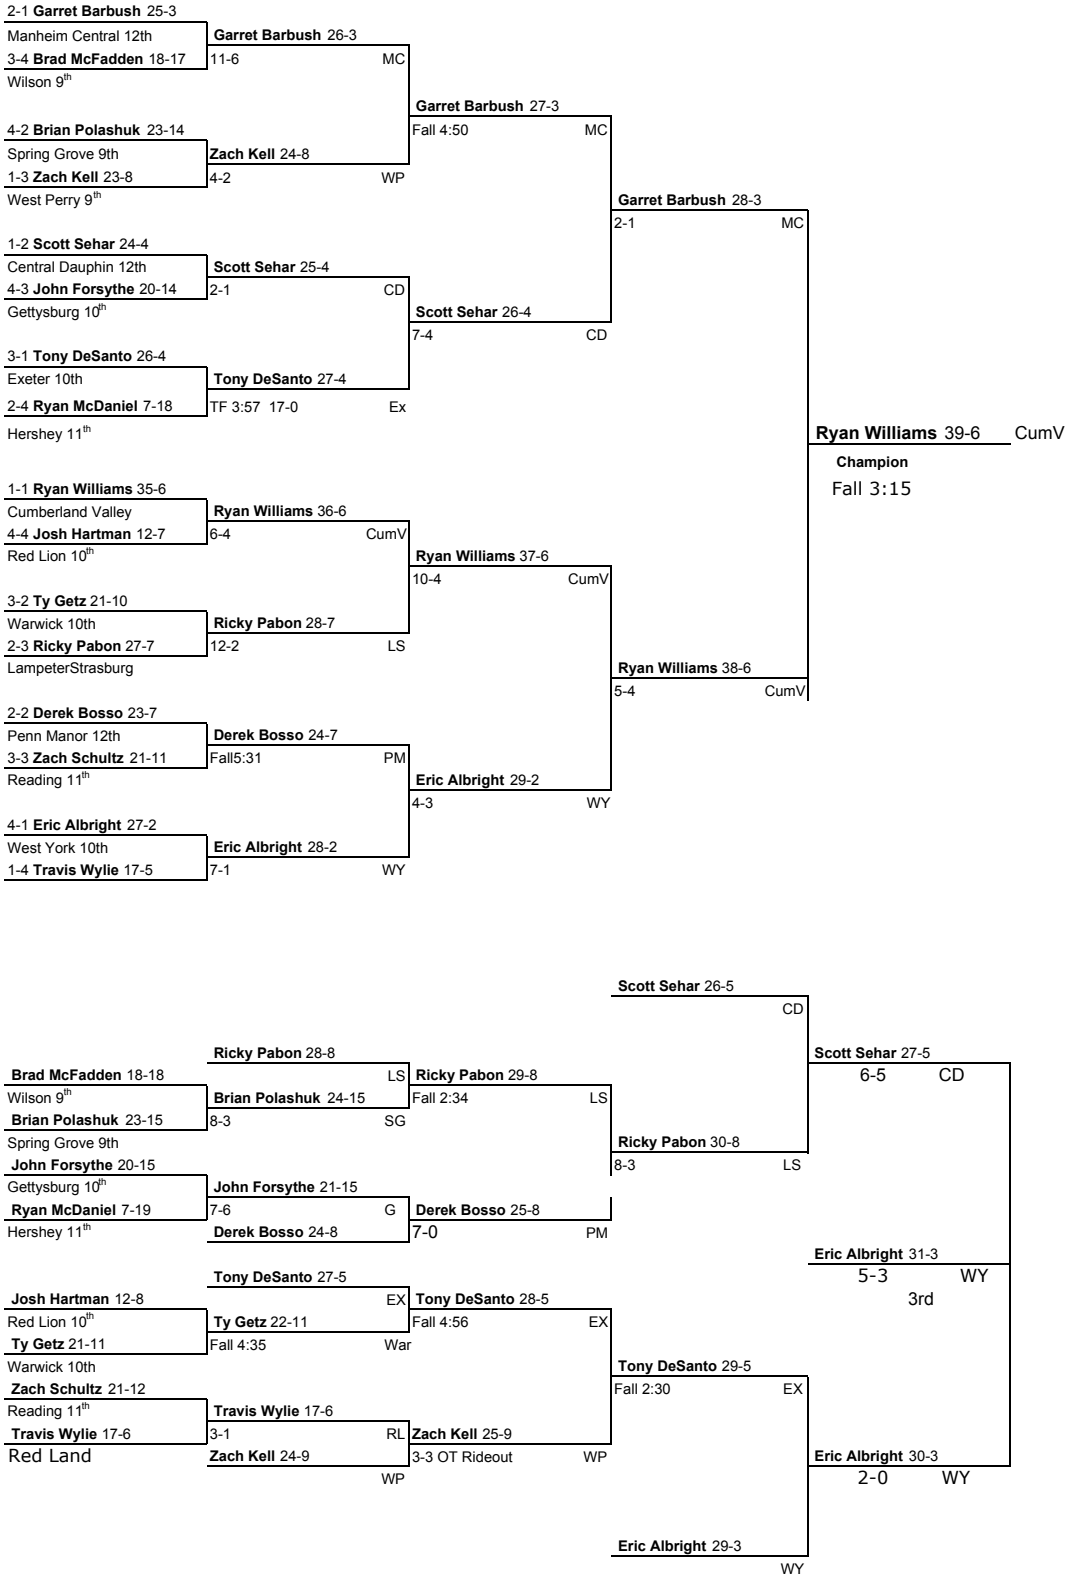 2-1 Garret Barbush 25-3
Manheim Central 12th
Garret Barbush 26-3
3-4 Brad McFadden 18-17
11-6 MC
Wilson 9th
Garret Barbush 27-3
4-2 Brian Polashuk 23-14
Fall 4:50 MC
Spring Grove 9th
Zach Kell 24-8
1-3 Zach Kell 23-8
4-2 WP
West Perry 9th
Garret Barbush 28-3
2-1 MC
1-2 Scott Sehar 24-4
Central Dauphin 12th
Scott Sehar 25-4
4-3 John Forsythe 20-14
2-1 CD
Gettysburg 10th
Scott Sehar 26-4
7-4 CD
3-1 Tony DeSanto 26-4
Exeter 10th
Tony DeSanto 27-4
2-4 Ryan McDaniel 7-18
TF 3:57 17-0 Ex
Hershey 11th
Ryan Williams 39-6 CumV
Champion
Fall 3:15
1-1 Ryan Williams 35-6
Cumberland Valley
Ryan Williams 36-6
4-4 Josh Hartman 12-7
6-4 CumV
Red Lion 10th
Ryan Williams 37-6
10-4 CumV
3-2 Ty Getz 21-10
Warwick 10th
Ricky Pabon 28-7
2-3 Ricky Pabon 27-7
12-2 LS
LampeterStrasburg
Ryan Williams 38-6
5-4 CumV
2-2 Derek Bosso 23-7
Penn Manor 12th
Derek Bosso 24-7
3-3 Zach Schultz 21-11
Fall5:31 PM
Reading 11th
Eric Albright 29-2
4-3 WY
4-1 Eric Albright 27-2
West York 10th
Eric Albright 28-2
1-4 Travis Wylie 17-5
7-1 WY
Scott Sehar 26-5
CD
Ricky Pabon 28-8
Scott Sehar 27-5
Brad McFadden 18-18
LS
Ricky Pabon 29-8
6-5 CD
Wilson 9th
Brian Polashuk 24-15
Fall 2:34 LS
Brian Polashuk 23-15
8-3 SG
Spring Grove 9th
Ricky Pabon 30-8
John Forsythe 20-15
8-3 LS
Gettysburg 10th
John Forsythe 21-15
Ryan McDaniel 7-19
7-6 G
Derek Bosso 25-8
Hershey 11th
Derek Bosso 24-8
7-0 PM
Eric Albright 31-3
Tony DeSanto 27-5
5-3 WY
Josh Hartman 12-8
EX
Tony DeSanto 28-5
3rd
Red Lion 10th
Ty Getz 22-11
Fall 4:56 EX
Ty Getz 21-11
Fall 4:35 War
Warwick 10th
Tony DeSanto 29-5
Zach Schultz 21-12
Fall 2:30 EX
Reading 11th
Travis Wylie 17-6
Travis Wylie 17-6
3-1 RL
Zach Kell 25-9
Red Land
Zach Kell 24-9
3-3 OT Rideout WP
Eric Albright 30-3
WP
2-0 WY
Eric Albright 29-3
WY